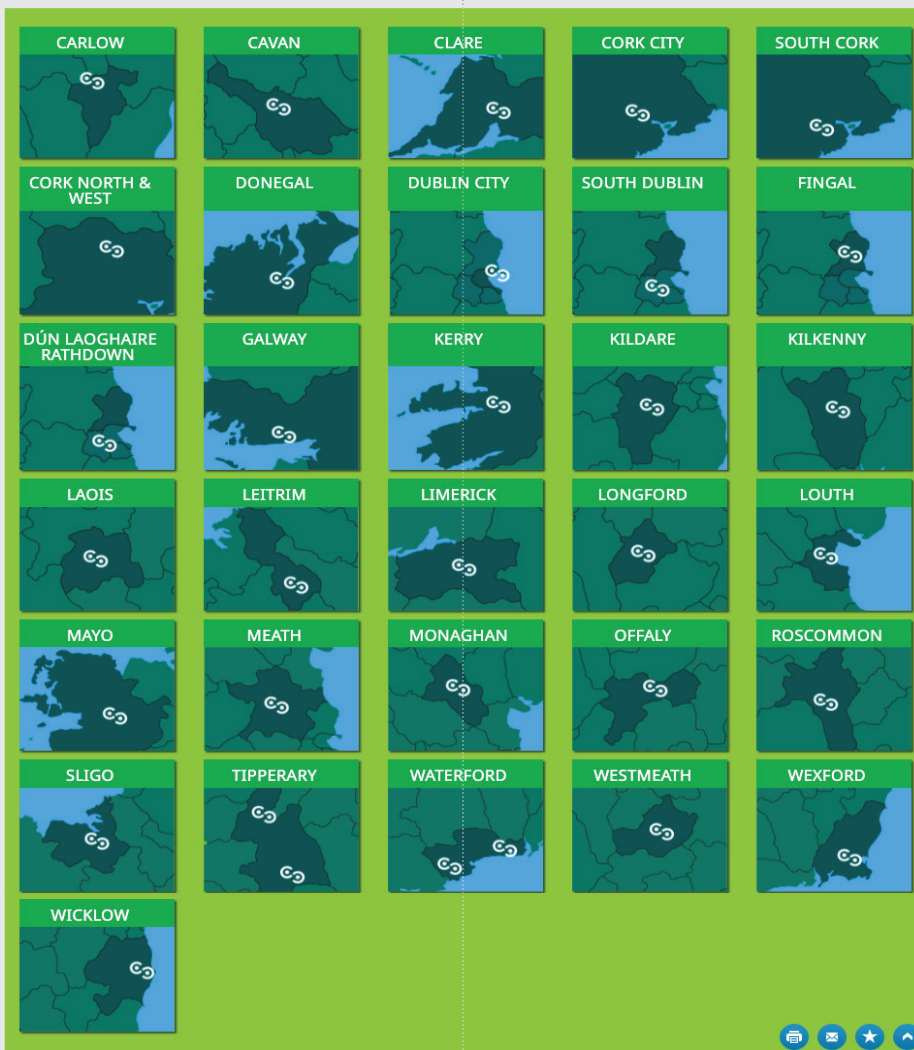 CARLOW
CAVAN
CLARE
CORK CITY
SOUTH CORK
CORK NORTH &
WEST
DONEGAL
DUBLIN CITY
SOUTH DUBLIN
FINGAL
DÚN LAOGHAIRE
RATHDOWN
GALWAY
KERRY
KILDARE
KILKENNY
LAOIS
LEITRIM
LIMERICK
LONGFORD
LOUTH
MAYO
MEATH
MONAGHAN
OFFALY
ROSCOMMON
SLIGO
TIPPERARY
WATERFORD
WESTMEATH
WEXFORD
WICKLOW